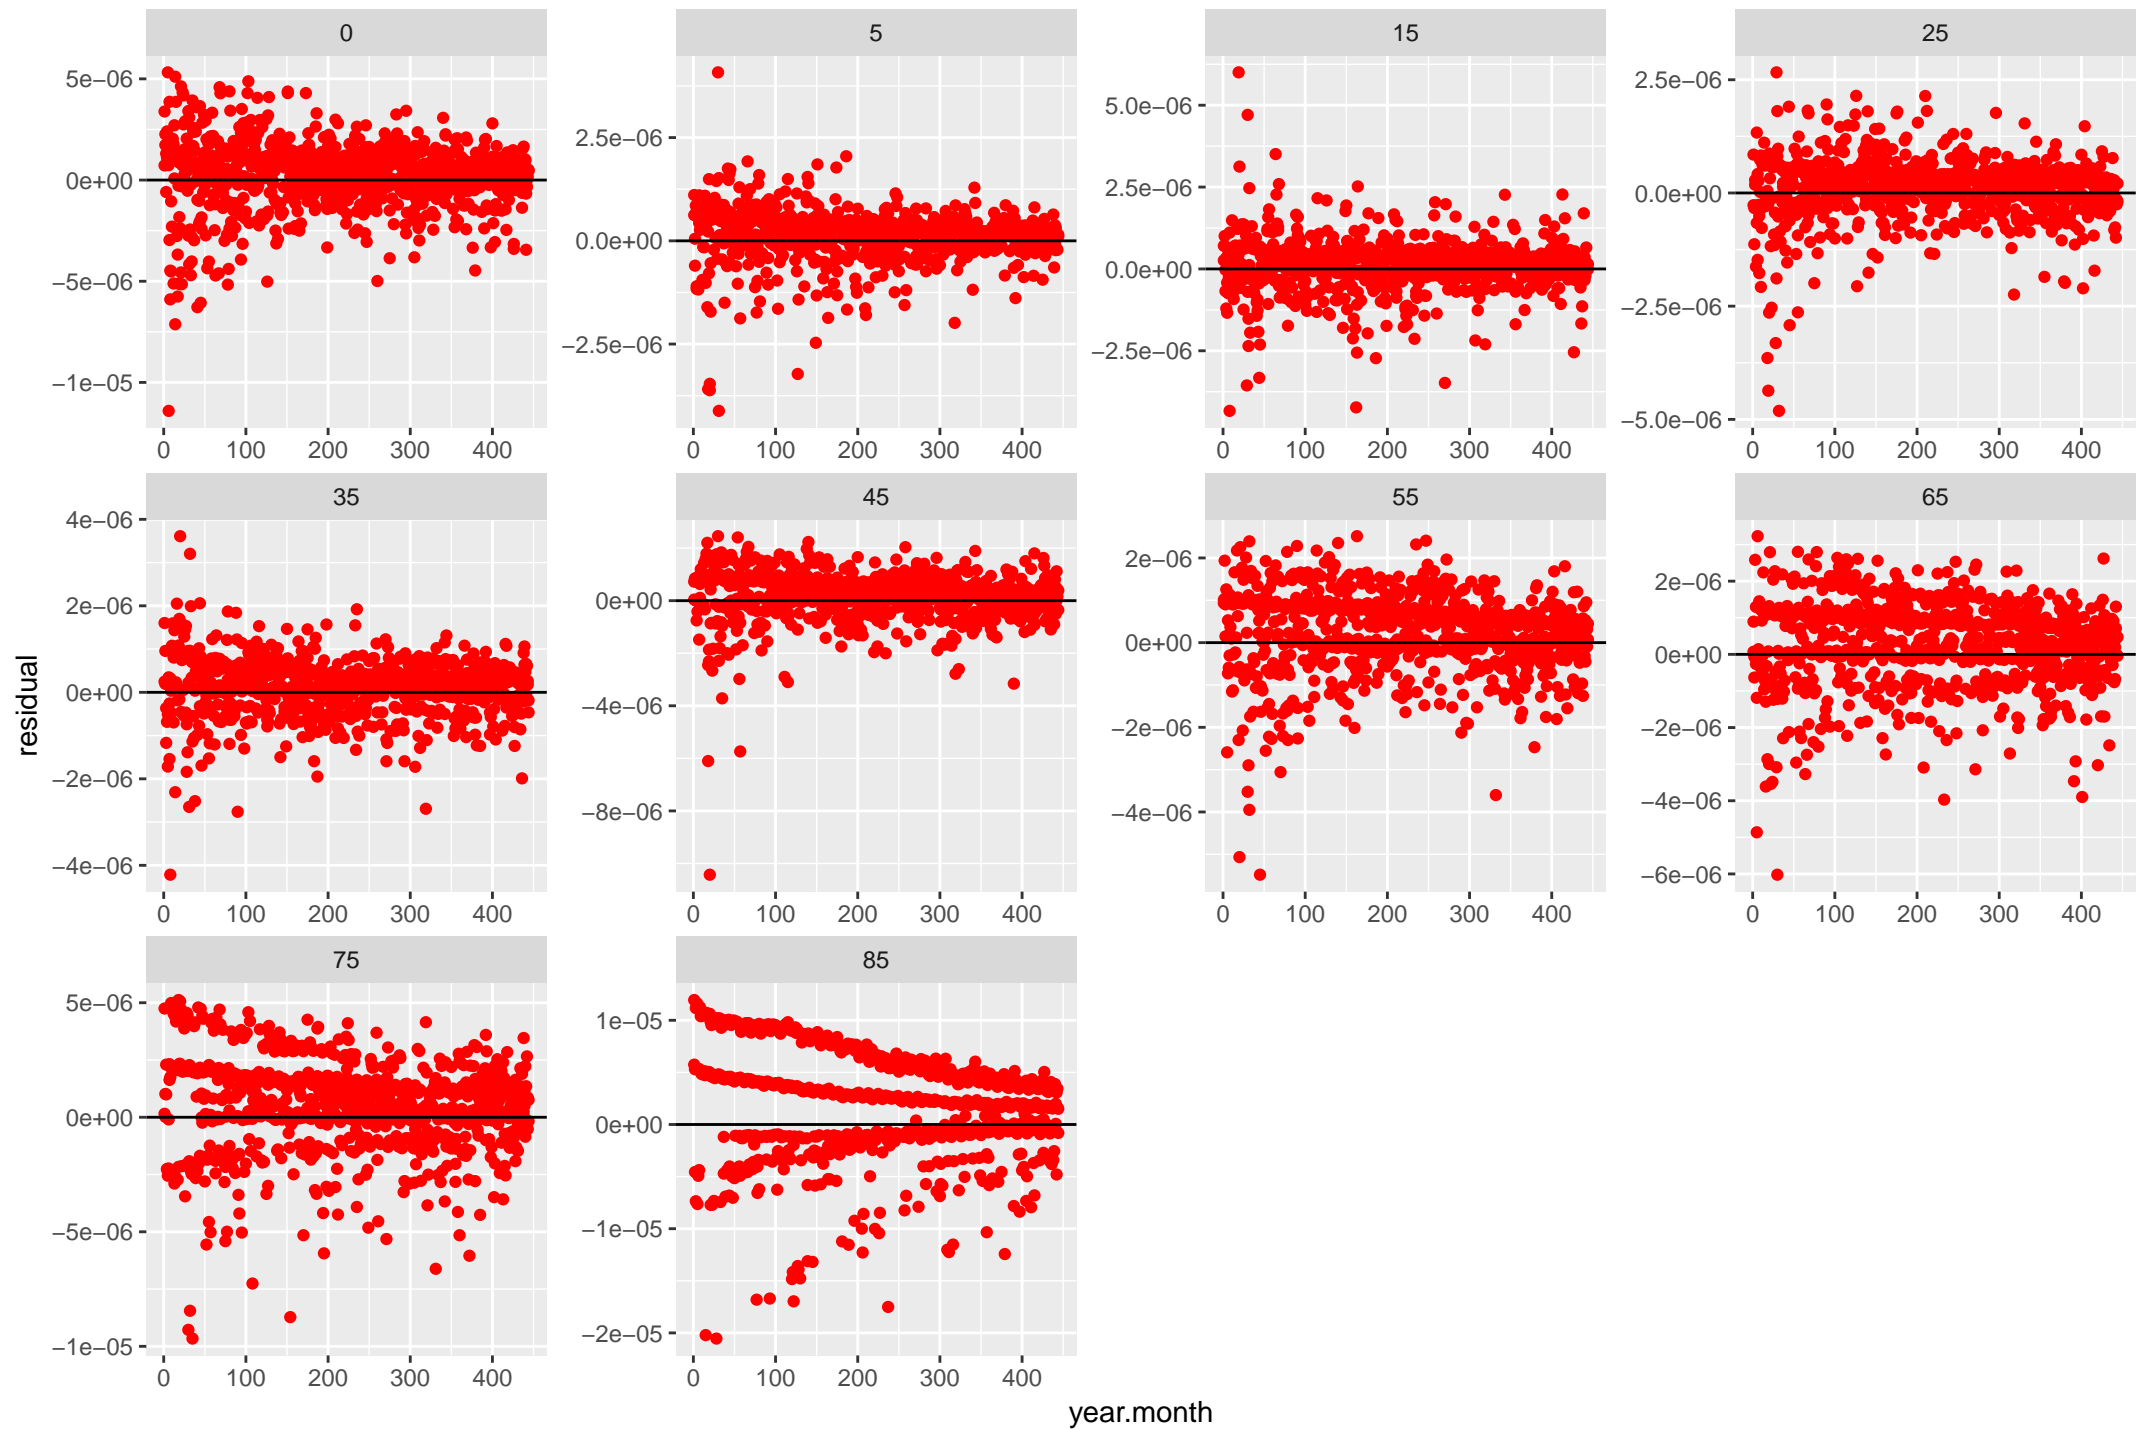 0 5 15 25
5e−06
0e+00
−5e−06
−1e−05
2.5e−06
0.0e+00
−2.5e−06
5.0e−06
2.5e−06
0.0e+00
−2.5e−06
2.5e−06
0.0e+00
−2.5e−06
−5.0e−06
0 100 200 300 400 0 100 200 300 400 0 100 200 300 400 0 100 200 300 400
35 45 55 65
4e−06
2e−06
0e+00
−2e−06
−4e−06
0e+00
−4e−06
−8e−06
2e−06
0e+00
−2e−06
−4e−06
2e−06
0e+00
−2e−06
−4e−06
−6e−06
0 100 200 300 400 0 100 200 300 400 0 100 200 300 400 0 100 200 300 400
75 85
5e−06
0e+00
−5e−06
−1e−05
1e−05
0e+00
−1e−05
−2e−05
0 100 200 300 400 0 100 200 300 400
residual
year.month